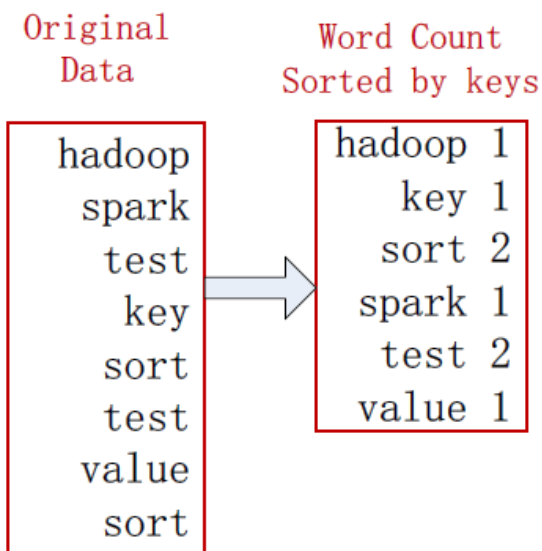 Original
Data
hadoop
spark
test
key
sort
test
value
sort
Word Count
Sorted by keys
hadoop 1
key 1
sort 2
spark 1
test 2
value 1